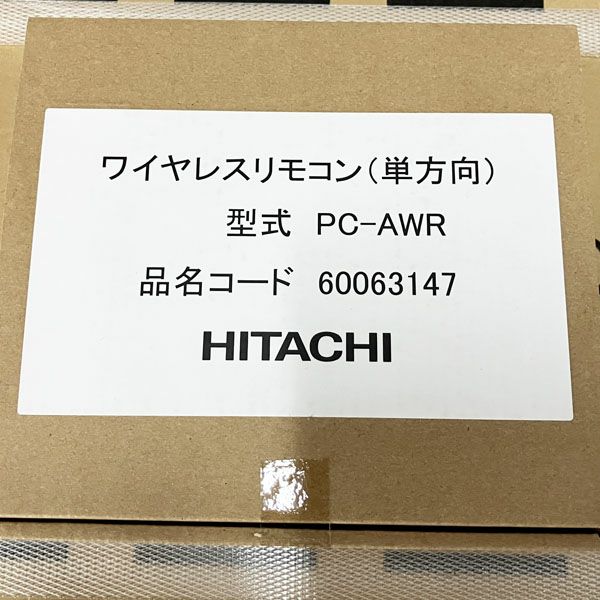 ワイヤレスリモコン(単方向)
型式 PC-AWR
品名コード 60063147
HITACHI